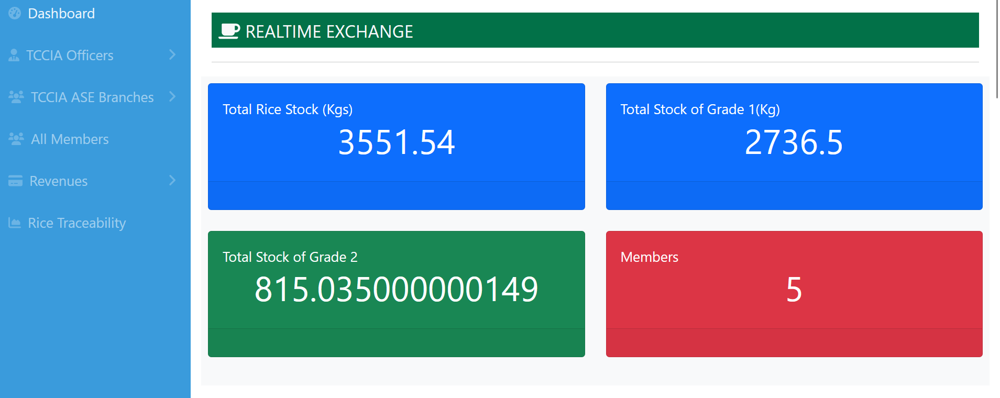 Dashboard
TCCIA Officers
TCCIA ASE Branches
All Members
Revenues
Rice Traceability
REALTIME EXCHANGE
Total Rice Stock (Kgs)
3551.54
Total Stock of Grade 1(Kg)
2736.5
Total Stock of Grade 2
815.035000000149
Members
5